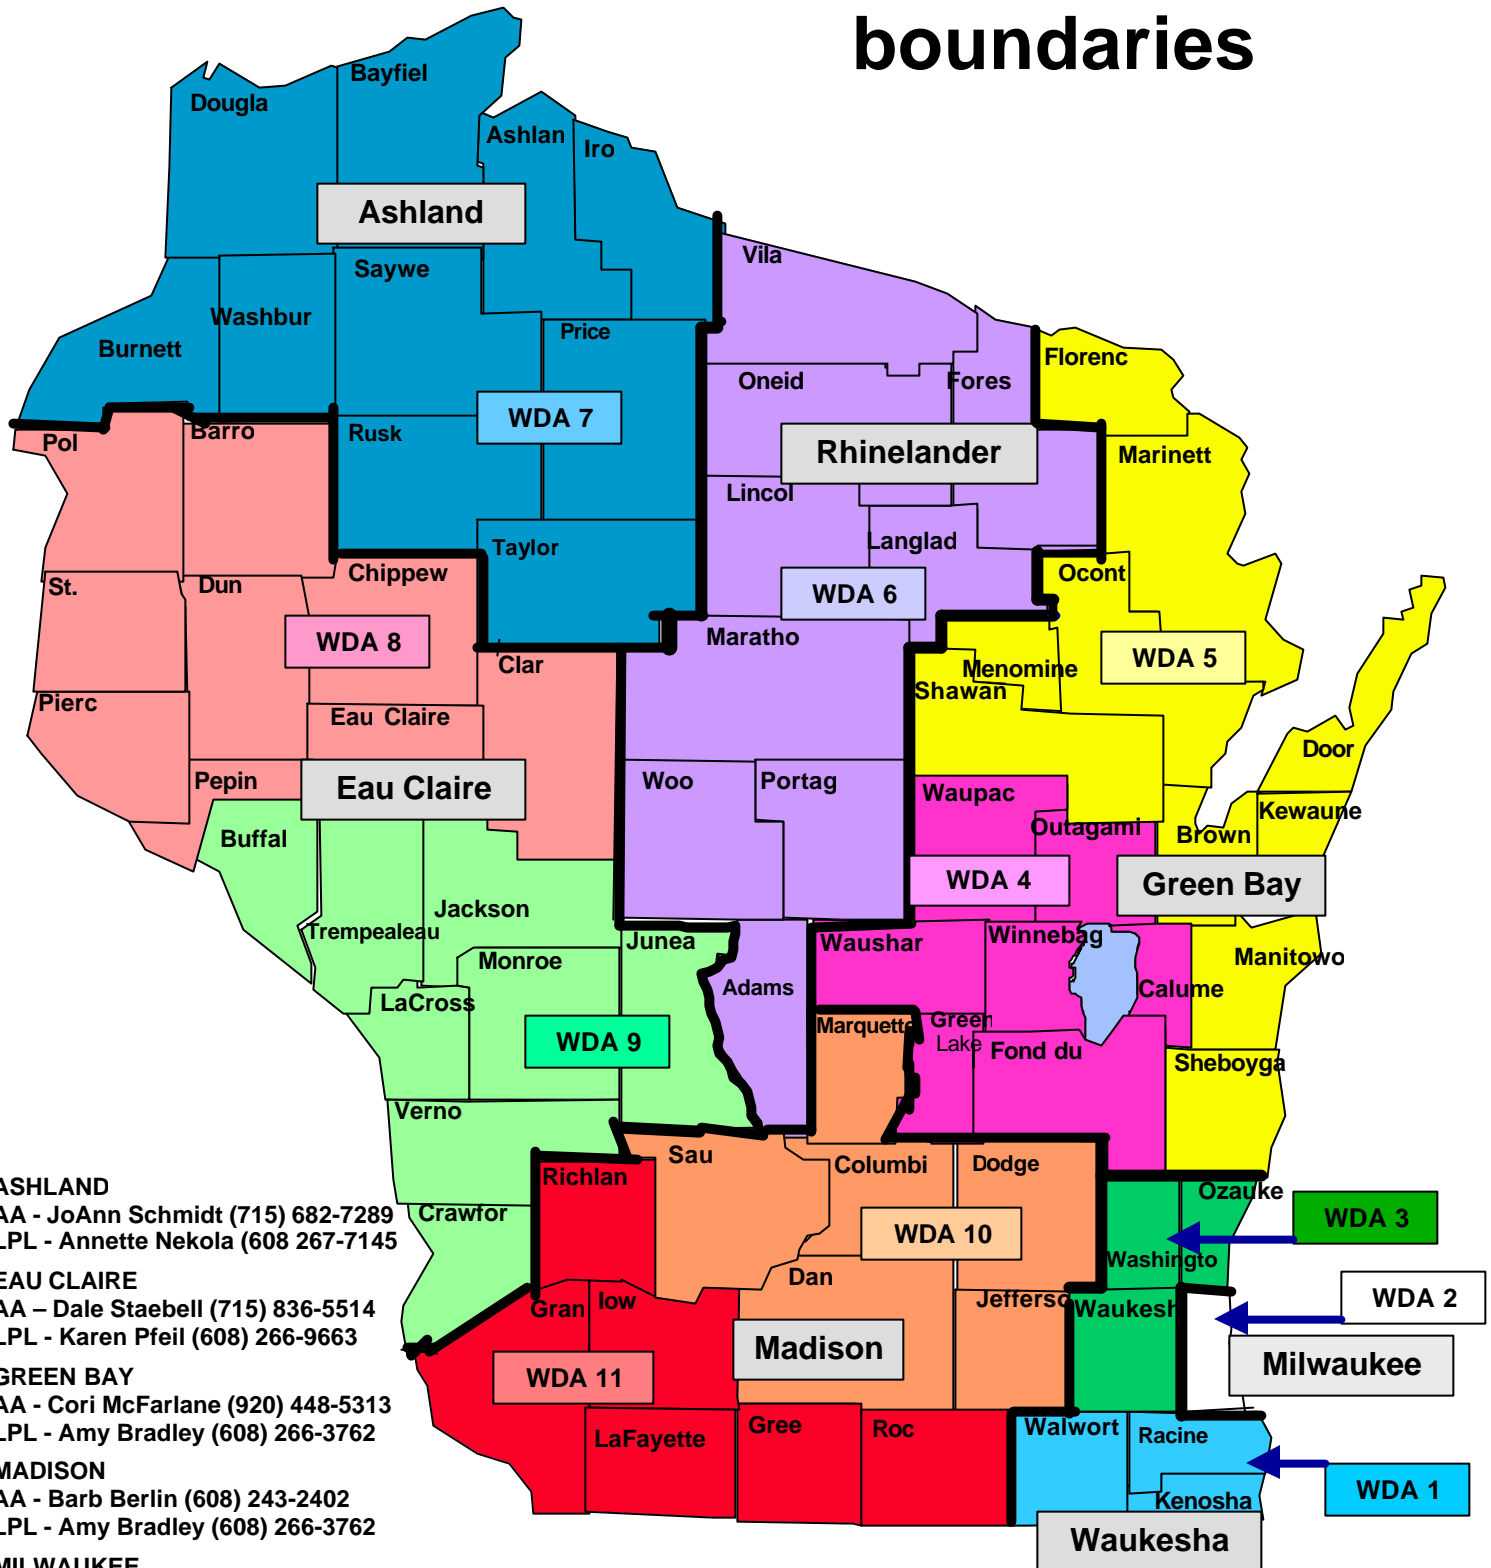 boundaries
Bayfiel
Dougla
Ashlan
Iro
Ashland
Vila
Saywe
Washbur
Price
Burnett
Florenc
Oneid
Fores
WDA 7
Pol
Barro
Rusk
Rhinelander
Marinett
Lincol
Taylor
Langlad
Chippew
Ocont
St.
Dun
WDA 6
Maratho
WDA 8
WDA 5
Clar
Menomine
Shawan
Pierc
Eau Claire
Door
Pepin
Eau Claire
Woo
Portag
Waupac
Kewaune
Outagami
Brown
Buffal
WDA 4
Green Bay
Jackson
Trempealeau
Junea
Waushar
Winnebag
Monroe
Manitowo
Adams
Calume
LaCross
Marquette
Green
Lake
WDA 9
Fond du
Sheboyga
Verno
Sau
Columbi
Dodge
Richlan
Ozauke
Crawfor
WDA 3
WDA 10
Washingto
Dan
Jefferso
WDA 2
Gran
Iow
Waukesh
Madison
Milwaukee
WDA 11
LaFayette
Gree
Roc
Walwort
Racine
WDA 1
Kenosha
Waukesha
ASHLAND
AA - JoAnn Schmidt (715) 682-7289
LPL - Annette Nekola (608 267-7145
EAU CLAIRE
AA – Dale Staebell (715) 836-5514
LPL - Karen Pfeil (608) 266-9663
GREEN BAY
AA - Cori McFarlane (920) 448-5313
LPL - Amy Bradley (608) 266-3762
MADISON
AA - Barb Berlin (608) 243-2402
LPL - Amy Bradley (608) 266-3762
MILWAUKEE